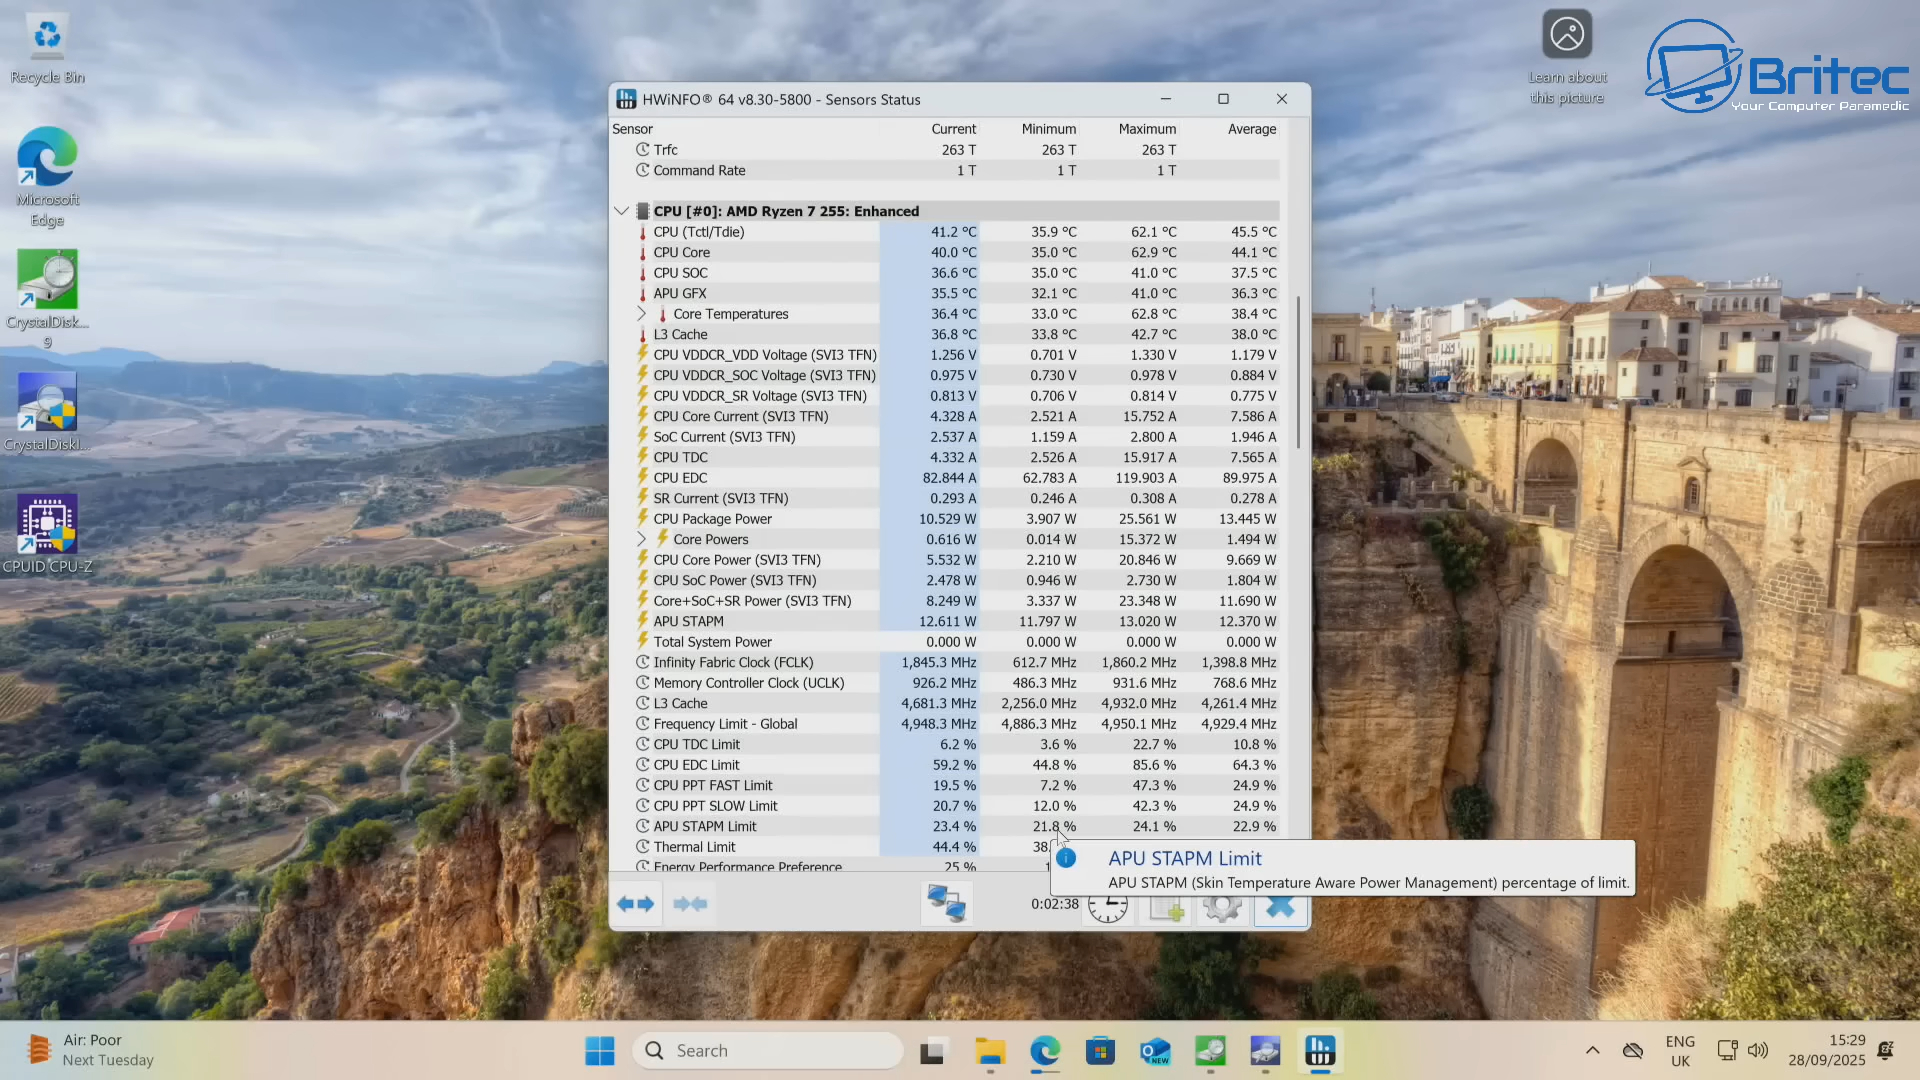 Recycle Bin
Microsoft
Edge
CrystalDisk...
9
CrystalDiskI...
CPUID CPU-Z
Learn about
this picture
Britec
Your Computer Paramedic
HWiNFO® 64 v8.30-5800 - Sensors Status
Sensor Current Minimum Maximum Average
Trfc 263 T 263 T 263 T
Command Rate 1 T 1 T 1 T
CPU [#0]: AMD Ryzen 7 255: Enhanced
CPU (Tctl/Tdie) 41.2 °C 35.9 °C 62.1 °C 45.5 °C
CPU Core 40.0 °C 35.0 °C 62.9 °C 44.1 °C
CPU SOC 36.6 °C 35.0 °C 41.0 °C 37.5 °C
APU GFX 35.5 °C 32.1 °C 41.0 °C 36.3 °C
Core Temperatures 36.4 °C 33.0 °C 62.8 °C 38.4 °C
L3 Cache 36.8 °C 33.8 °C 42.7 °C 38.0 °C
CPU VDDCR_VDD Voltage (SVI3 TFN) 1.256 V 0.701 V 1.330 V 1.179 V
CPU VDDCR_SOC Voltage (SVI3 TFN) 0.975 V 0.730 V 0.978 V 0.884 V
CPU VDDCR_SR Voltage (SVI3 TFN) 0.813 V 0.706 V 0.814 V 0.775 V
CPU Core Current (SVI3 TFN) 4.328 A 2.521 A 15.752 A 7.586 A
SoC Current (SVI3 TFN) 2.537 A 1.159 A 2.800 A 1.946 A
CPU TDC 4.332 A 2.526 A 15.917 A 7.565 A
CPU EDC 82.844 A 62.783 A 119.903 A 89.975 A
SR Current (SVI3 TFN) 0.293 A 0.246 A 0.308 A 0.278 A
CPU Package Power 10.529 W 3.907 W 25.561 W 13.445 W
Core Powers 0.616 W 0.014 W 15.372 W 1.494 W
CPU Core Power (SVI3 TFN) 5.532 W 2.210 W 20.846 W 9.669 W
CPU SoC Power (SVI3 TFN) 2.478 W 0.946 W 2.730 W 1.804 W
Core+SoC+SR Power (SVI3 TFN) 8.249 W 3.337 W 23.348 W 11.690 W
APU STAPM 12.611 W 11.797 W 13.020 W 12.370 W
Total System Power 0.000 W 0.000 W 0.000 W 0.000 W
Infinity Fabric Clock (FCLK) 1,845.3 MHz 612.7 MHz 1,860.2 MHz 1,398.8 MHz
Memory Controller Clock (UCLK) 926.2 MHz 486.3 MHz 931.6 MHz 768.6 MHz
L3 Cache 4,681.3 MHz 2,256.0 MHz 4,932.0 MHz 4,261.4 MHz
Frequency Limit - Global 4,948.3 MHz 4,886.3 MHz 4,950.1 MHz 4,929.4 MHz
CPU TDC Limit 6.2 % 3.6 % 22.7 % 10.8 %
CPU EDC Limit 59.2 % 44.8 % 85.6 % 64.3 %
CPU PPT FAST Limit 19.5 % 7.2 % 47.3 % 24.9 %
CPU PPT SLOW Limit 20.7 % 12.0 % 42.3 % 24.9 %
APU STAPM Limit 23.4 % 21.8 % 24.1 % 22.9 %
Thermal Limit 44.4 % 38.
Energy Performance Preference 25 %
APU STAPM Limit
APU STAPM (Skin Temperature Aware Power Management) percentage of limit.
0:02:38
Air: Poor
Next Tuesday
Search
NEW
ENG
UK
15:29
28/09/2025